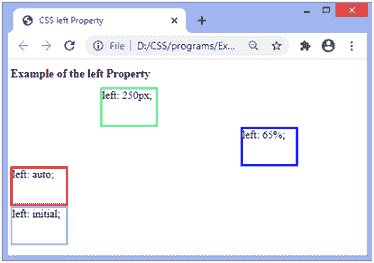 CSS left Property
File
D:/CSS/programs/Ex...
Example of the left Property
left: 250px;
left: 65%;
left: auto;
left: initial;